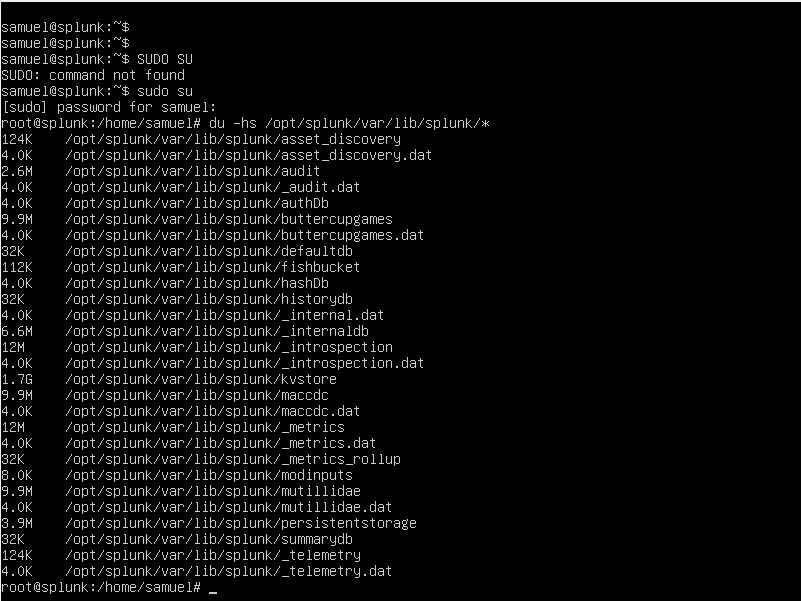 samuel@splunk:~$
samuel@splunk:~$
samuel@splunk:~$ SUDO SU
SUDO: command not found
samuel@splunk:~$ sudo su
[sudo] password for samuel:
root@splunk:/home/samuel# du -hs /opt/splunk/var/lib/splunk/*
124K    /opt/splunk/var/lib/splunk/asset_discovery
4.0K    /opt/splunk/var/lib/splunk/asset_discovery.dat
2.6M    /opt/splunk/var/lib/splunk/audit
4.0K    /opt/splunk/var/lib/splunk/_audit.dat
4.0K    /opt/splunk/var/lib/splunk/authDb
9.9M    /opt/splunk/var/lib/splunk/buttercupgames
4.0K    /opt/splunk/var/lib/splunk/buttercupgames.dat
32K     /opt/splunk/var/lib/splunk/defaultdb
112K    /opt/splunk/var/lib/splunk/fishbucket
4.0K    /opt/splunk/var/lib/splunk/hashDb
32K     /opt/splunk/var/lib/splunk/historydb
4.0K    /opt/splunk/var/lib/splunk/_internal.dat
6.6M    /opt/splunk/var/lib/splunk/_internaldb
12M     /opt/splunk/var/lib/splunk/_introspection
4.0K    /opt/splunk/var/lib/splunk/_introspection.dat
1.7G    /opt/splunk/var/lib/splunk/kvstore
9.9M    /opt/splunk/var/lib/splunk/maccdc
4.0K    /opt/splunk/var/lib/splunk/maccdc.dat
12M     /opt/splunk/var/lib/splunk/_metrics
4.0K    /opt/splunk/var/lib/splunk/_metrics.dat
32K     /opt/splunk/var/lib/splunk/_metrics_rollup
8.0K    /opt/splunk/var/lib/splunk/modinputs
9.9M    /opt/splunk/var/lib/splunk/mutillidae
4.0K    /opt/splunk/var/lib/splunk/mutillidae.dat
3.9M    /opt/splunk/var/lib/splunk/persistentstorage
32K     /opt/splunk/var/lib/splunk/summarydb
124K    /opt/splunk/var/lib/splunk/_telemetry
4.0K    /opt/splunk/var/lib/splunk/_telemetry.dat
root@splunk:/home/samuel# _